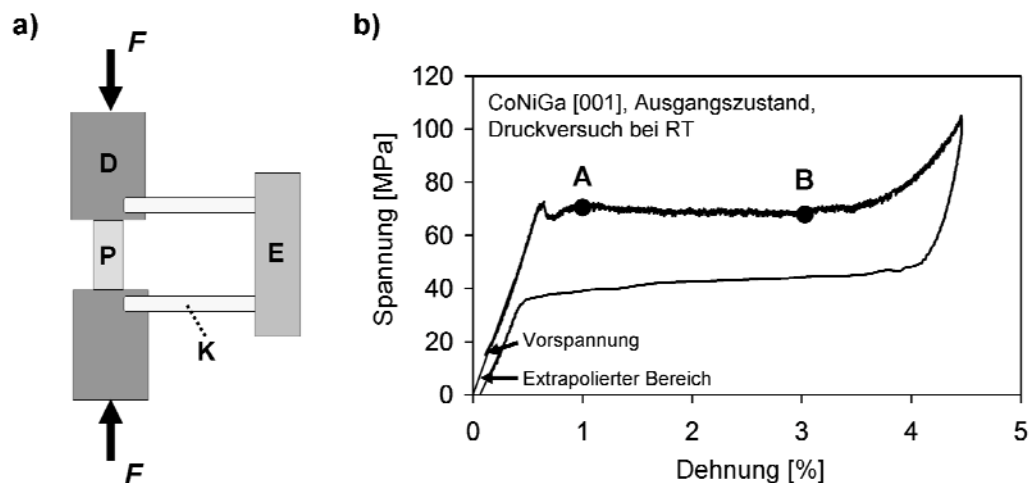 a)
F
D
P
E
K
F
b)
Spannung [MPa]
120
100
80
60
40
20
0
CoNiGa [001], Ausgangszustand,
Druckversuch bei RT
A
B
Vorspannung
Extrapolierter Bereich
0
1
2
3
4
5
Dehnung [%]